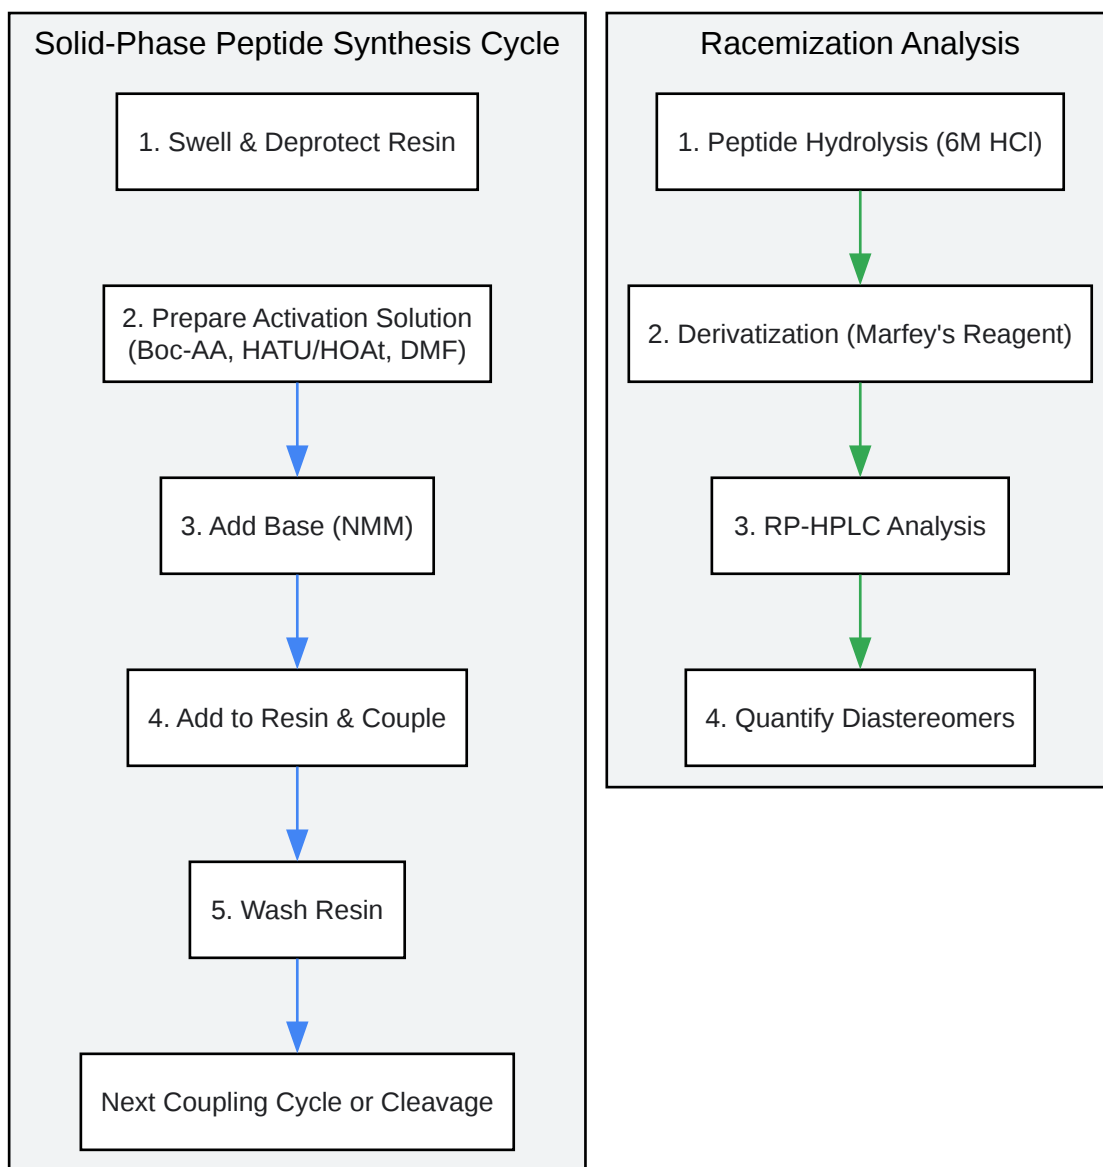 Solid-Phase Peptide Synthesis Cycle
1. Swell & Deprotect Resin
2. Prepare Activation Solution
(Boc-AA, HATU/HOAt, DMF)
3. Add Base (NMM)
4. Add to Resin & Couple
5. Wash Resin
Next Coupling Cycle or Cleavage
Racemization Analysis
1. Peptide Hydrolysis (6M HCl)
2. Derivatization (Marfey's Reagent)
3. RP-HPLC Analysis
4. Quantify Diastereomers